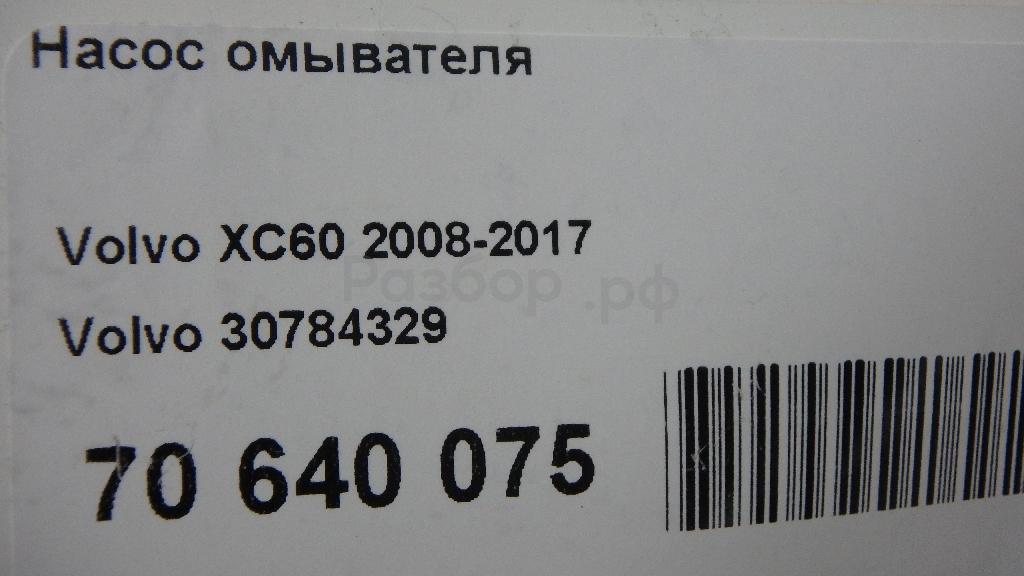 Насос омывателя
Volvo XC60 2008-2017
Разбор.рф
Volvo 30784329
70 640 075